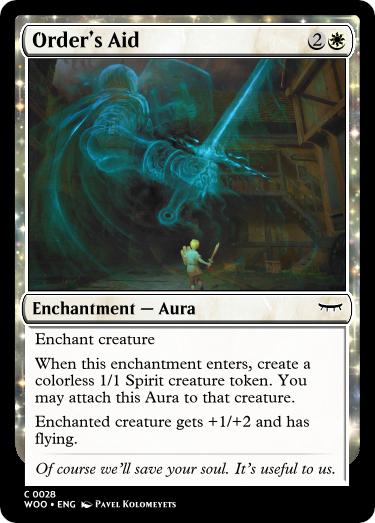 Order's Aid
2
Enchantment — Aura
Enchant creature
When this enchantment enters, create a
colorless 1/1 Spirit creature token. You
may attach this Aura to that creature.
Enchanted creature gets +1/+2 and has
flying.
Of course we'll save your soul. It's useful to us.
C 0028
WOO • ENG Pavel Kolomeyets